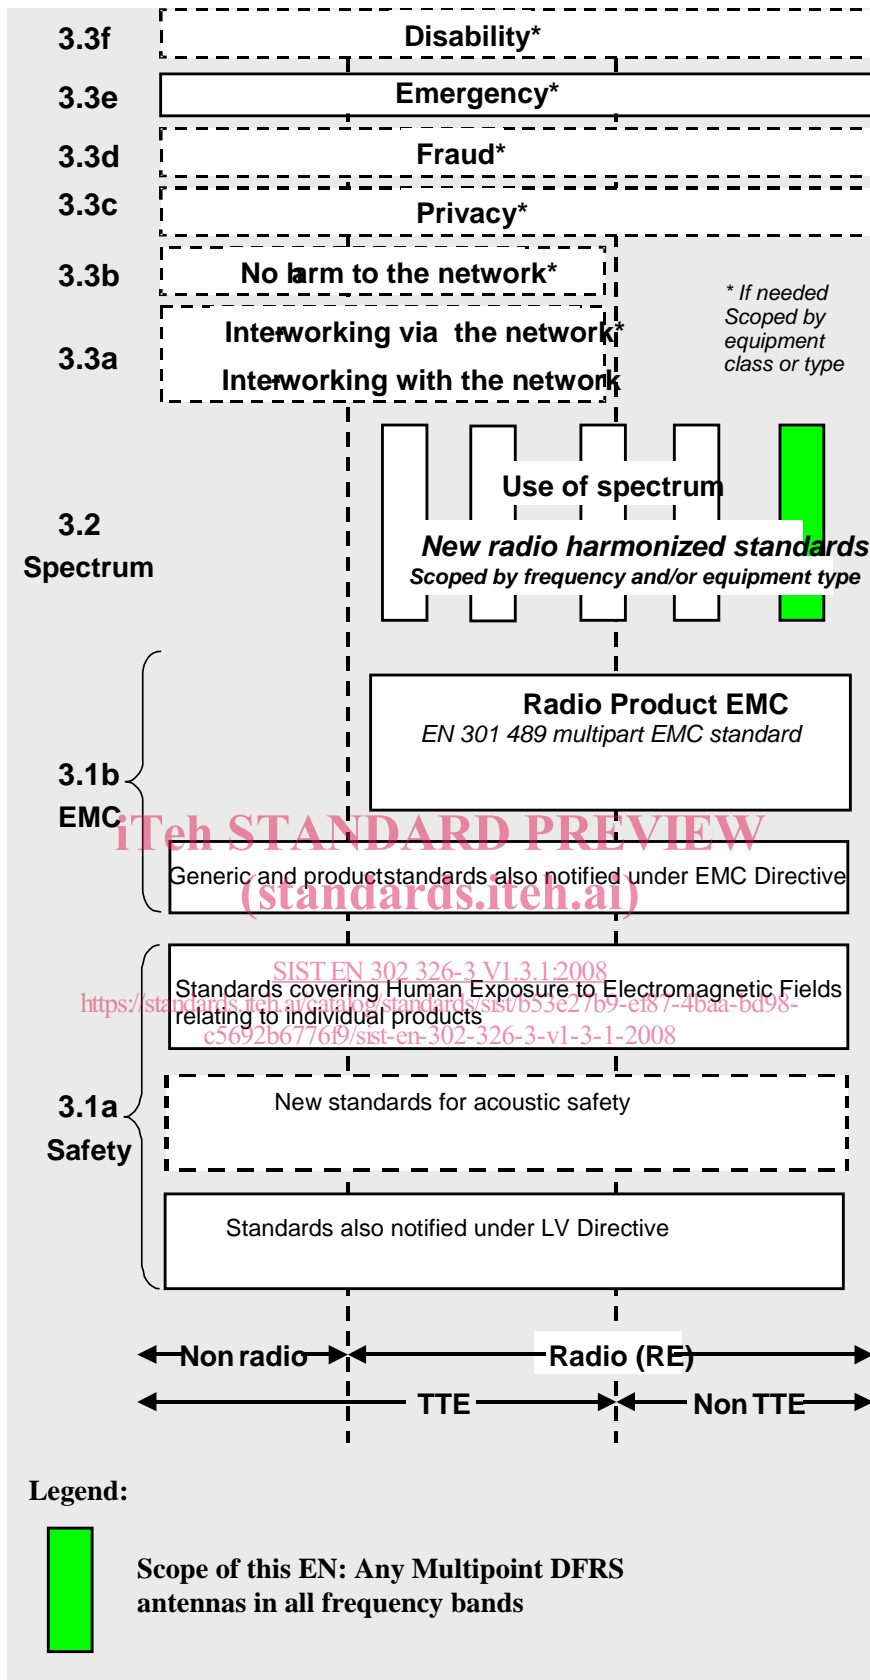 3.3f
Disability*
3.3e
Emergency*
3.3d
Fraud*
3.3c
Privacy*
3.3b
No harm to the network*
* If needed
Scoped by
equipment
class or type
3.3a
Inter-working via the network*
Inter-working with the network
Use of spectrum
3.2
Spectrum
New radio harmonized standards
Scoped by frequency and/or equipment type
Radio Product EMC
EN 301 489 multipart EMC standard
3.1b
EMC
iTeh STANDARD PREVIEW
Generic and product standards also notified under EMC Directive
(standards.iteh.ai)
SIST EN 302 326-3 V1.3.1:2008
Standards covering Human Exposure to Electromagnetic Fields
https://standards.iteh.ai/catalog/standards/sist/b53e27b9-ef87-4baa-bd98-
relating to individual products
c5692b6776f9/sist-en-302-326-3-v1-3-1-2008
3.1a
Safety
New standards for acoustic safety
Standards also notified under LV Directive
Non radio
Radio (RE)
TTE
Non TTE
Legend:
Scope of this EN: Any Multipoint DFRS
antennas in all frequency bands